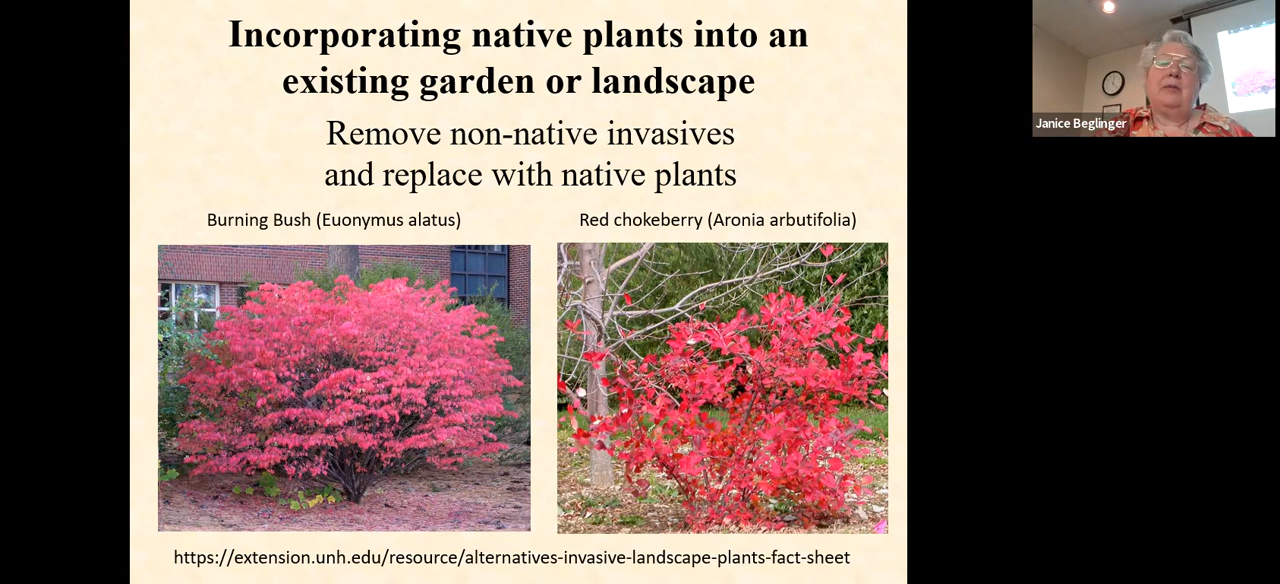 Incorporating native plants into an
existing garden or landscape
Remove non-native invasives
and replace with native plants
Burning Bush (Euonymus alatus)
Red chokeberry (Aronia arbutifolia)
https://extension.unh.edu/resource/alternatives-invasive-landscape-plants-fact-sheet
Janice Beglinger